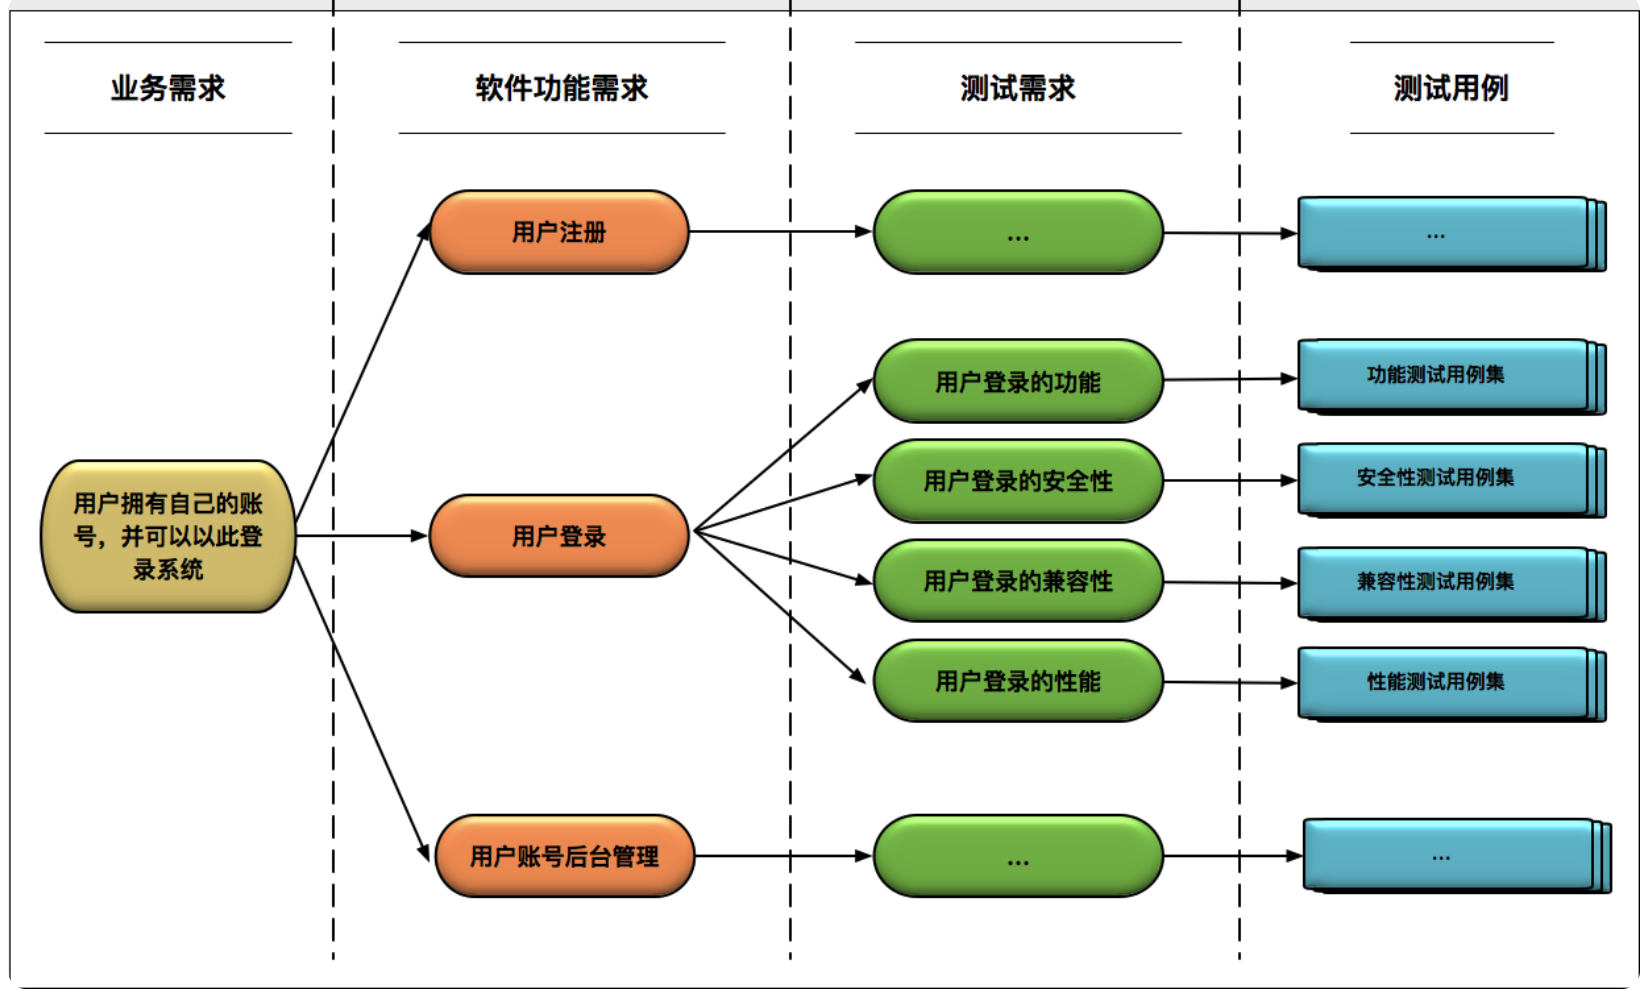 业务需求
软件功能需求
测试需求
测试用例
用户注册
...
...
用户登录的功能
功能测试用例集
用户登录的安全性
安全性测试用例集
用户拥有自己的账
号，并可以以此登
录系统
用户登录
用户登录的兼容性
兼容性测试用例集
用户登录的性能
性能测试用例集
用户账号后台管理
...
...